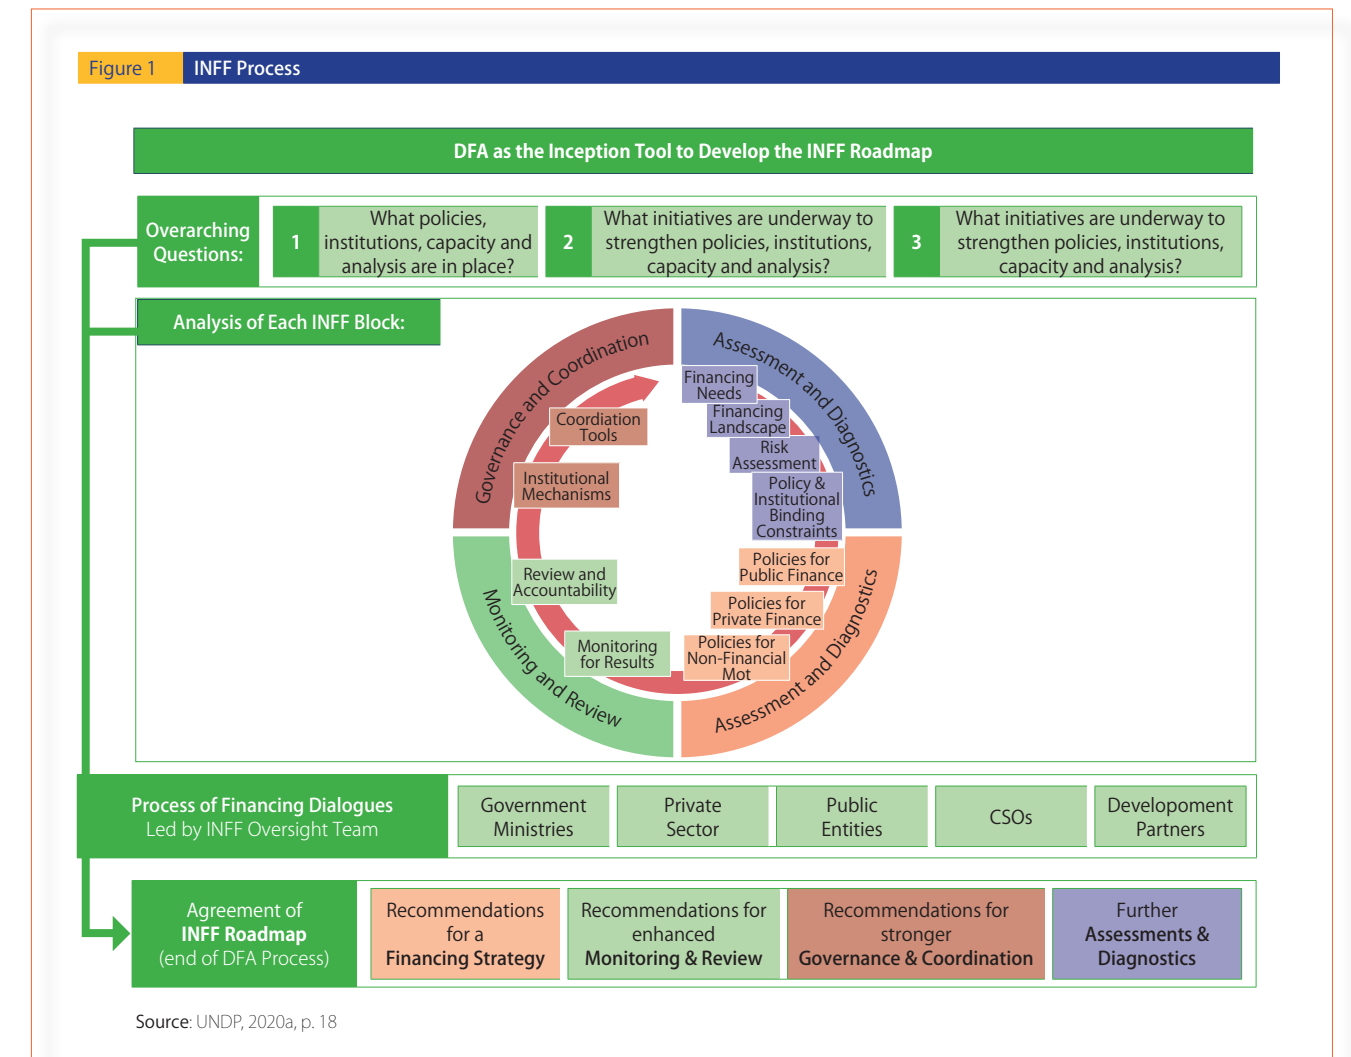 Figure 1
INFF Process
DFA as the Inception Tool to Develop the INFF Roadmap
Overarching
Questions:
1
What policies,
institutions, capacity and
analysis are in place?
2
What initiatives are underway to
strengthen policies, institutions,
capacity and analysis?
3
What initiatives are underway to
strengthen policies, institutions,
capacity and analysis?
Analysis of Each INFF Block:
Governance and Coordination
Assessment and Diagnostics
Financing
Needs
Financing
Landscape
Risk
Assessment
Policy &
Institutional
Binding
Constraints
Coordiation
Tools
Institutional
Mechanisms
Policies for
Public Finance
Policies for
Private Finance
Policies for
Non-Financial
Mot
Assessment and Diagnostics
Review and
Accountability
Monitoring
for Results
Monitoring and Review
Process of Financing Dialogues
Led by INFF Oversight Team
Government
Ministries
Private
Sector
Public
Entities
CSOs
Developoment
Partners
Agreement of
INFF Roadmap
(end of DFA Process)
Recommendations
for a
Financing Strategy
Recommendations for
enhanced
Monitoring & Review
Recommendations for
stronger
Governance & Coordination
Further
Assessments &
Diagnostics
Source: UNDP, 2020a, p. 18